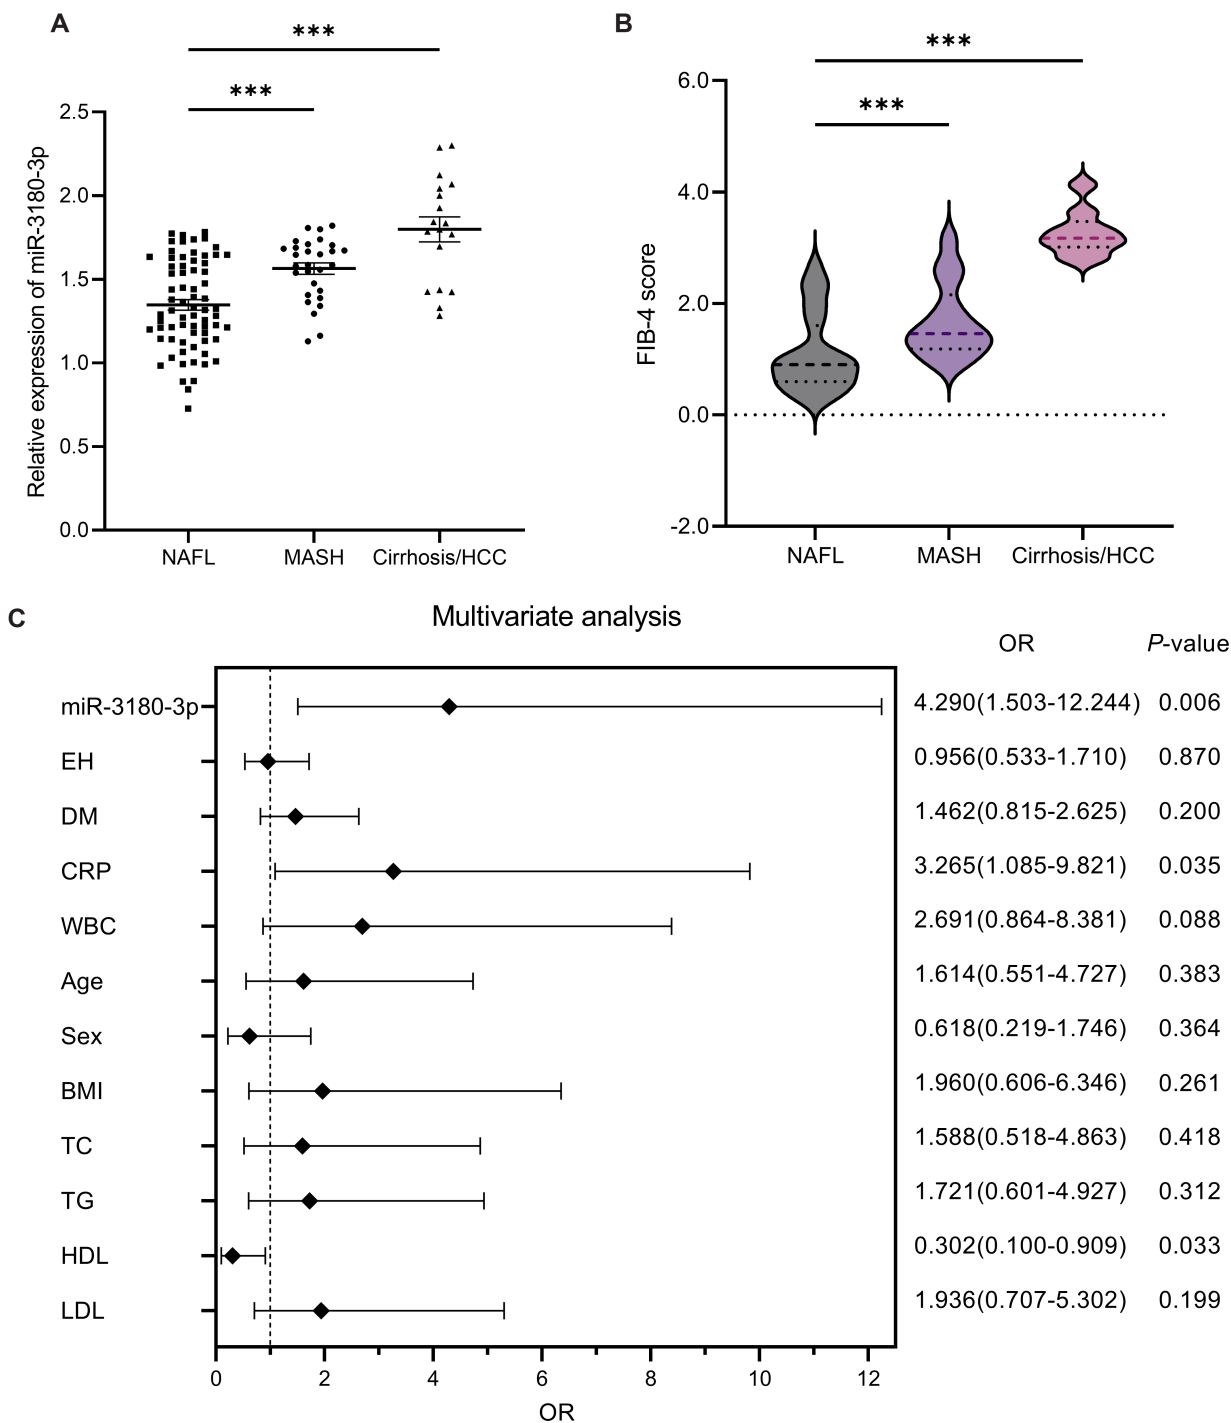 A
***
***
2.5
2.0
1.5
1.0
0.5
0.0
Relative expression of miR-3180-3p
NAFL MASH Cirrhosis/HCC
B
***
***
6.0
4.0
2.0
0.0
-2.0
FIB-4 score
NAFL MASH Cirrhosis/HCC
C
Multivariate analysis
OR P-value
miR-3180-3p 4.290(1.503-12.244) 0.006
EH 0.956(0.533-1.710) 0.870
DM 1.462(0.815-2.625) 0.200
CRP 3.265(1.085-9.821) 0.035
WBC 2.691(0.864-8.381) 0.088
Age 1.614(0.551-4.727) 0.383
Sex 0.618(0.219-1.746) 0.364
BMI 1.960(0.606-6.346) 0.261
TC 1.588(0.518-4.863) 0.418
TG 1.721(0.601-4.927) 0.312
HDL 0.302(0.100-0.909) 0.033
LDL 1.936(0.707-5.302) 0.199
0 2 4 6 8 10 12
OR